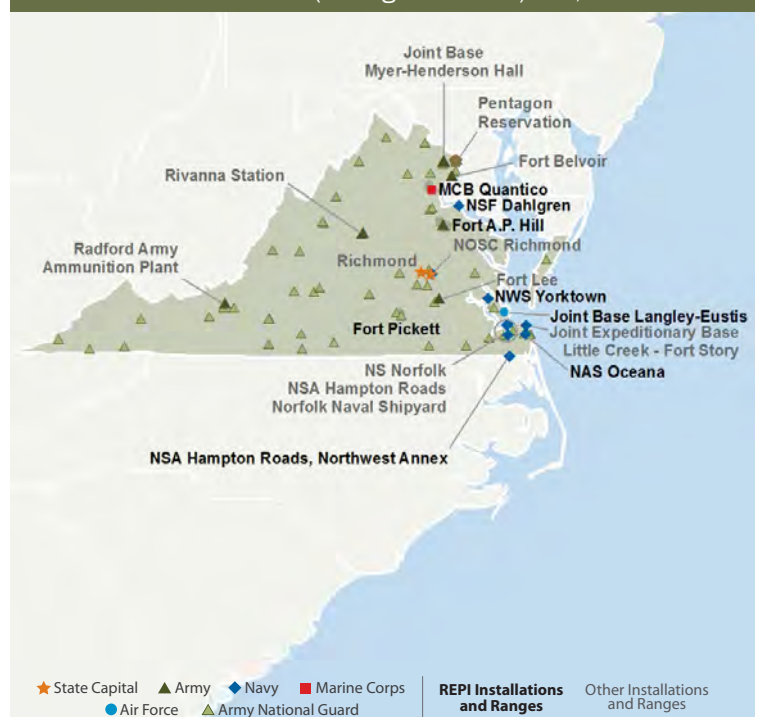 Joint Base
Myer-Henderson Hall
Pentagon
Reservation
Fort Belvoir
Rivanna Station
MCB Quantico
NSF Dahlgren
Fort A.P. Hill
NOSC Richmond
Richmond
Radford Army
Ammunition Plant
Fort Lee
NWS Yorktown
Joint Base Langley-Eustis
Fort Pickett
Joint Expeditionary Base
Little Creek - Fort Story
NS Norfolk
NSA Hampton Roads
Norfolk Naval Shipyard
NAS Oceana
NSA Hampton Roads, Northwest Annex
State Capital Army Navy Marine Corps
Air Force Army National Guard
REPI Installations
and Ranges
Other Installations
and Ranges